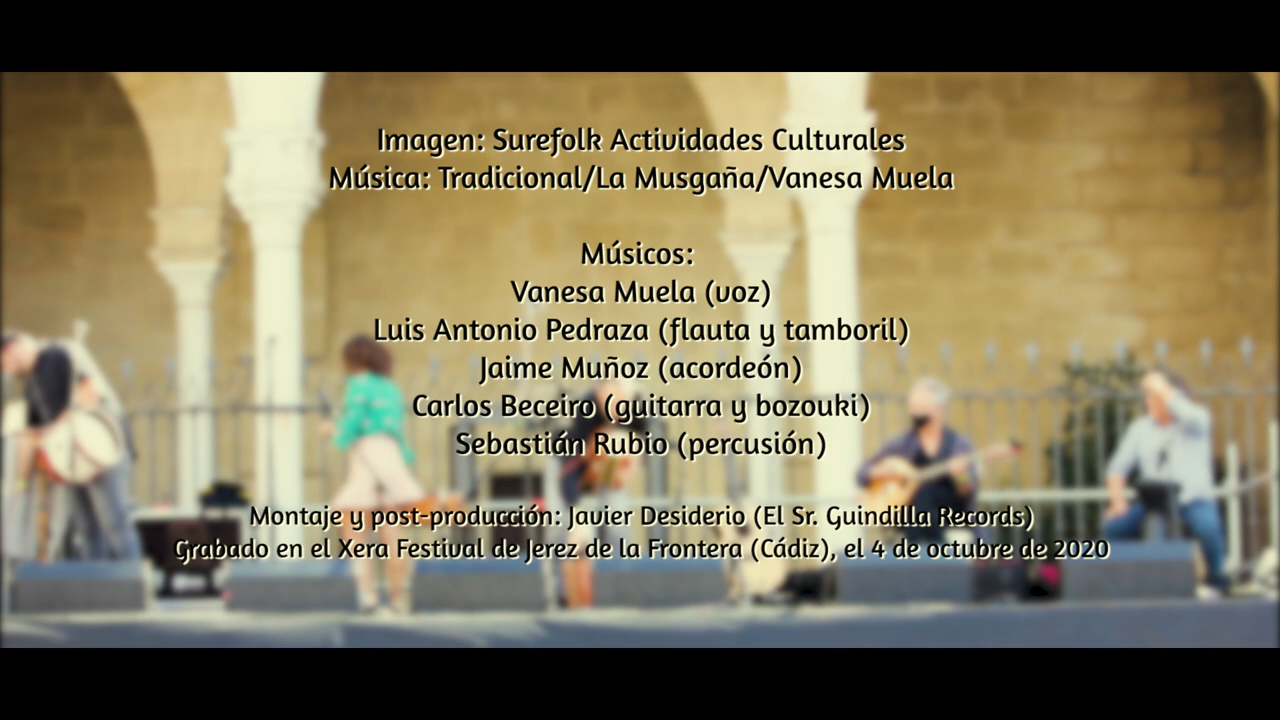 Imagen: Surefolk Actividades Culturales
Música: Tradicional/La Musgaña/Vanesa Muela
Músicos:
Vanesa Muela (voz)
Luis Antonio Pedraza (flauta y tamboril)
Jaime Muñoz (acordeón)
Carlos Beceiro (guitarra y bozouki)
Sebastián Rubio (percusión)
Montaje y post-producción: Javier Desiderio (El Sr. Guindilla Records)
Grabado en el Xera Festival de Jerez de la Frontera (Cádiz), el 4 de octubre de 2020